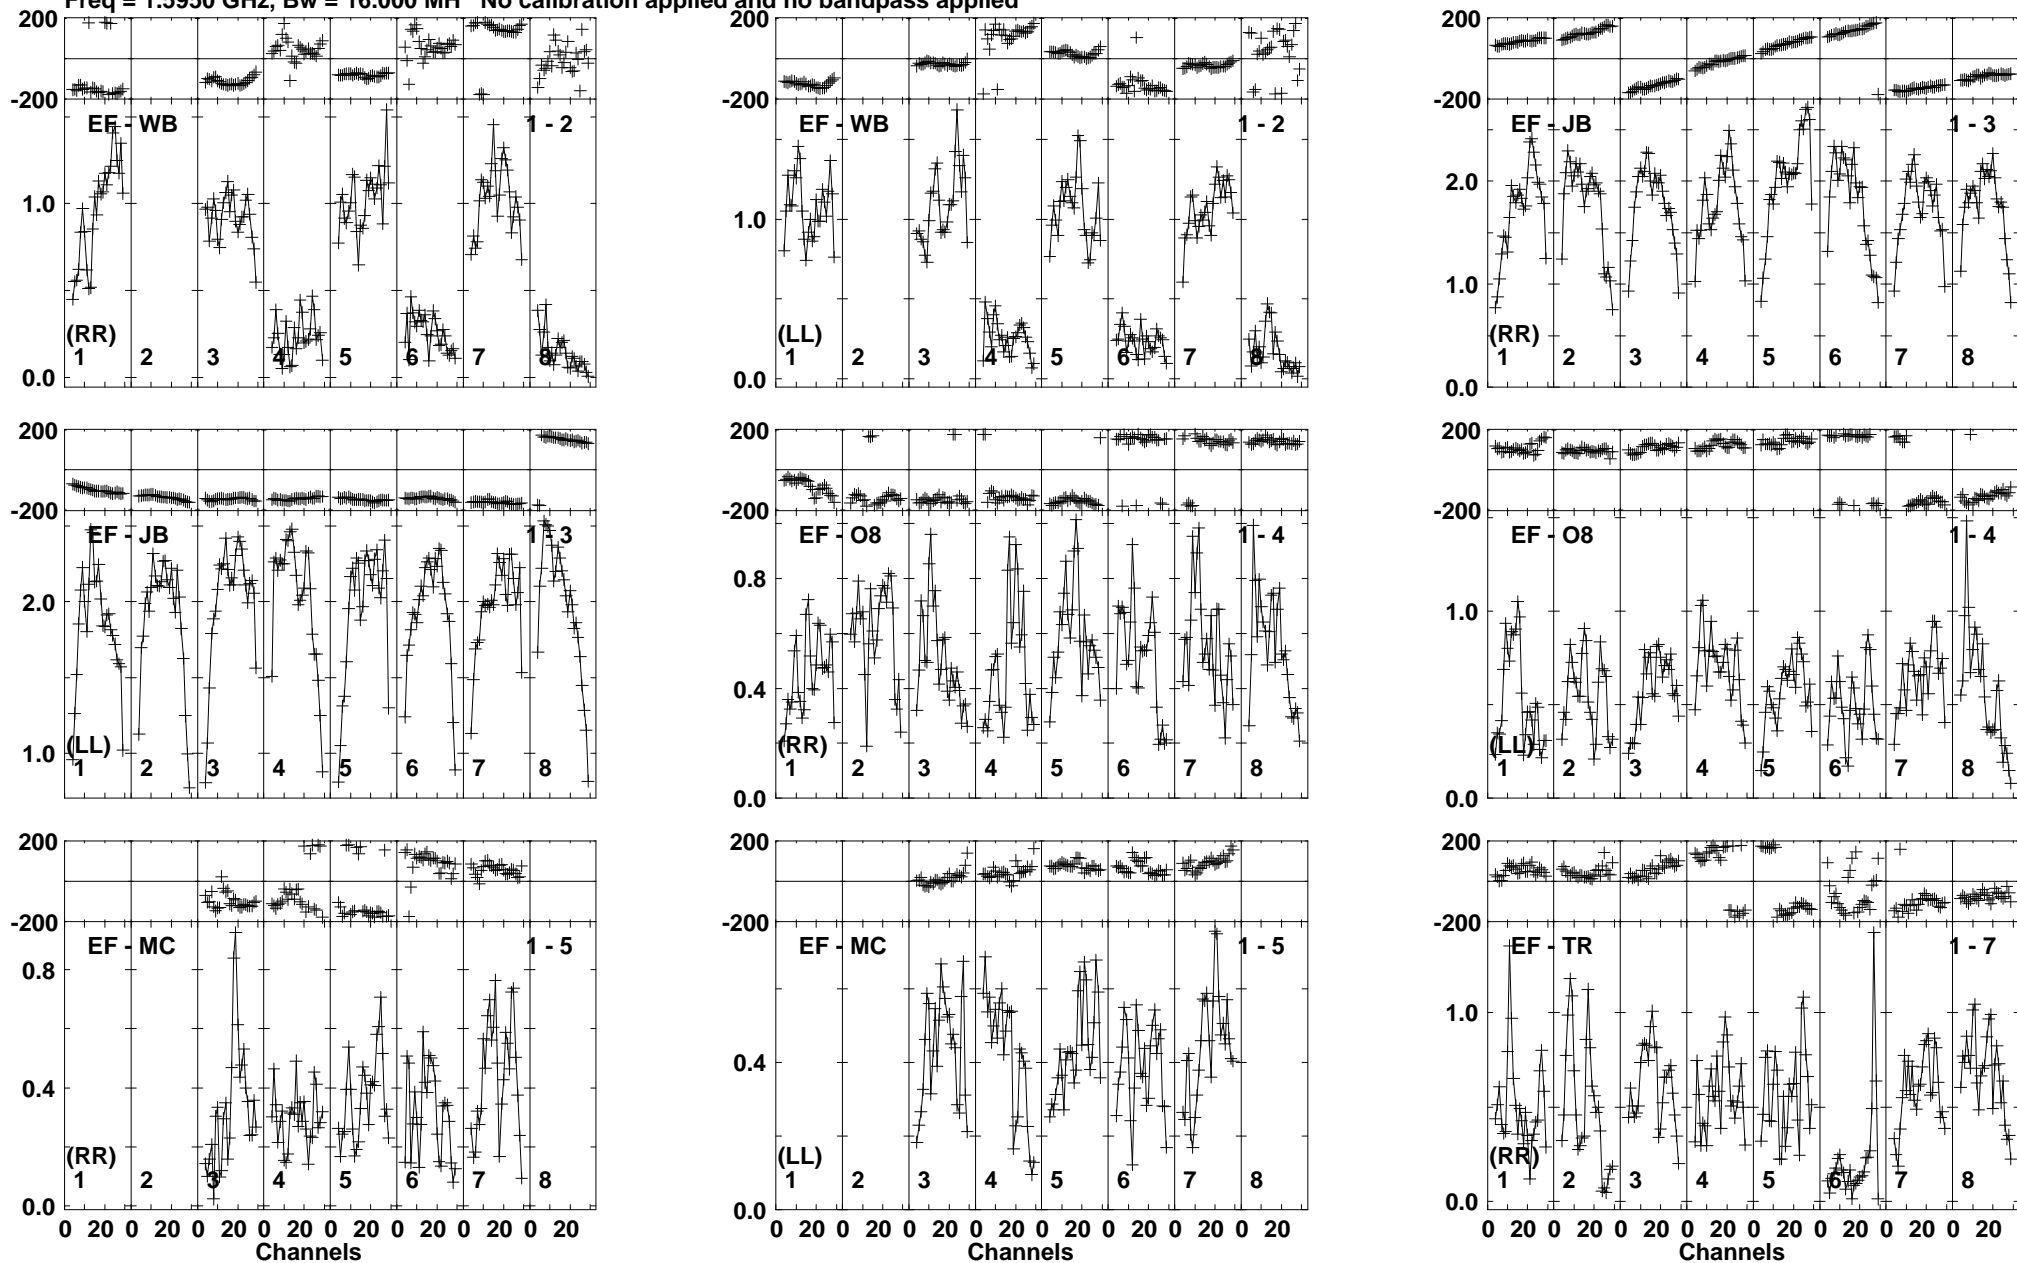 Freq = 1.5950 GHz, Bw = 16.000 MH No calibration applied and no bandpass applied
200 200 200
-200 -200 -200
EF - WB 1 - 2 EF - WB 1 - 2 EF - JB 1 - 3
2.0
1.0 1.0
1.0
(RR) (LL) (RR)
1 2 3 4 5 6 7 8 1 2 3 4 5 6 7 8 1 2 3 4 5 6 7 8
0.0 0.0 0.0
200 200 200
-200 -200 -200
EF - JB 1 - 3 EF - O8 1 - 4 EF - O8 1 - 4
2.0 0.8 1.0
0.4
1.0
(LL) (RR) (LL)
1 2 3 4 5 6 7 8 1 2 3 4 5 6 7 8 1 2 3 4 5 6 7 8
0.0 0.0
200 200 200
-200 -200 -200
EF - MC 1 - 5 EF - MC 1 - 5 EF - TR 1 - 7
0.8 1.0
0.4 0.4
(RR) (LL) (RR)
1 2 3 4 5 6 7 8 1 2 3 4 5 6 7 8 1 2 3 4 5 6 7 8
0.0 0.0 0.0
0 20 0 20 0 20 0 20 0 20 0 20 0 20 0 20 0 20 0 20 0 20 0 20 0 20 0 20 0 20 0 20 0 20 0 20 0 20 0 20 0 20 0 20 0 20 0 20
Channels Channels Channels